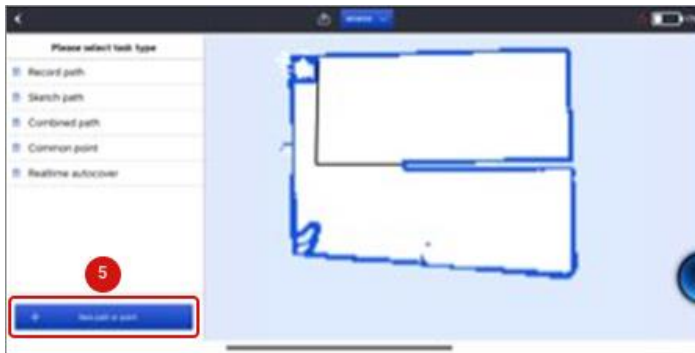 Please select task type
Record path
Sketch path
Combined path
Common point
Realtime autocover
5
+ New path or point